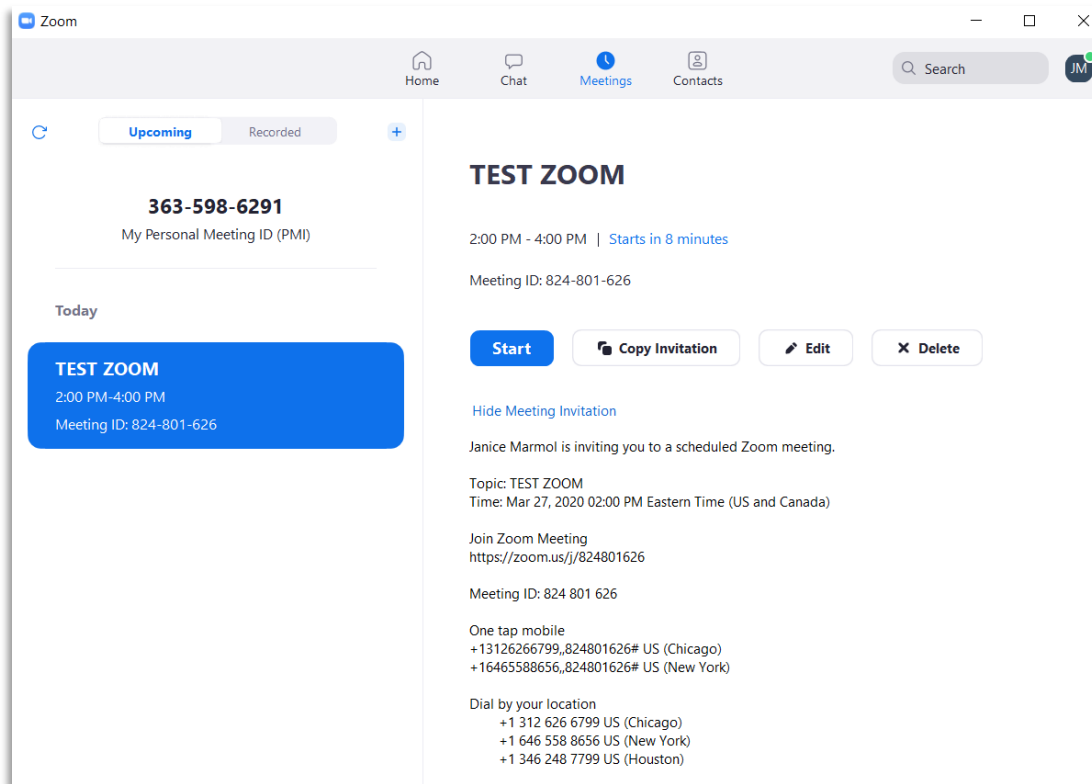 Zoom
Home
Chat
Meetings
Contacts
Search
JM
Upcoming
Recorded
+
363-598-6291
My Personal Meeting ID (PMI)
Today
TEST ZOOM
2:00 PM-4:00 PM
Meeting ID: 824-801-626
TEST ZOOM
2:00 PM - 4:00 PM | Starts in 8 minutes
Meeting ID: 824-801-626
Start
Copy Invitation
Edit
Delete
Hide Meeting Invitation
Janice Marmol is inviting you to a scheduled Zoom meeting.
Topic: TEST ZOOM
Time: Mar 27, 2020 02:00 PM Eastern Time (US and Canada)
Join Zoom Meeting
https://zoom.us/j/824801626
Meeting ID: 824 801 626
One tap mobile
+13126266799,,824801626# US (Chicago)
+16465588656,,824801626# US (New York)
Dial by your location
+1 312 626 6799 US (Chicago)
+1 646 558 8656 US (New York)
+1 346 248 7799 US (Houston)